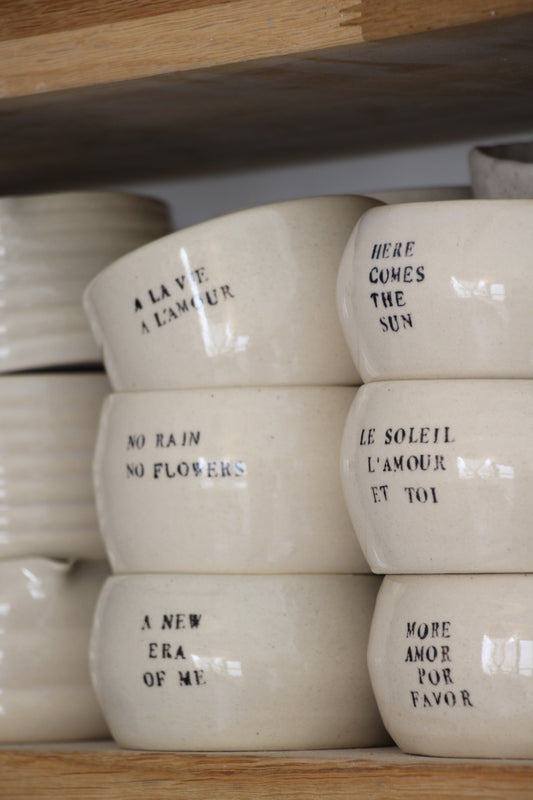 A LA VIE
A L'AMOUR
HERE
COMES
THE
SUN
NO RAIN
NO FLOWERS
LE SOLEIL
L'AMOUR
ET TOI
A NEW
ERA
OF ME
MORE
AMOR
POR
FAVOR